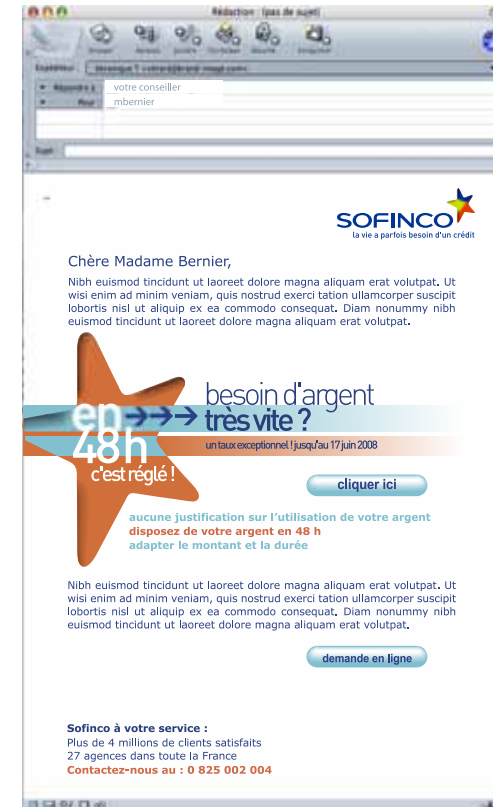 Rédaction : (pas de sujet)
votre conseiller
Pour : mbernier
SOFINCO
la vie a parfois besoin d'un crédit
Chère Madame Bernier,
Nibh euismod tincidunt ut laoreet dolore magna aliquam erat volutpat. Ut
wisi enim ad minim veniam, quis nostrud exerci tation ullamcorper suscipit
lobortis nisl ut aliquip ex ea commodo consequat. Diam nonummy nibh
euismod tincidunt ut laoreet dolore magna aliquam erat volutpat.
en
48h
c'est réglé !
besoin d'argent
très vite ?
un taux exceptionnel ! jusqu'au 17 juin 2008
cliquer ici
aucune justification sur l'utilisation de votre argent
disposez de votre argent en 48 h
adapter le montant et la durée
Nibh euismod tincidunt ut laoreet dolore magna aliquam erat volutpat. Ut
wisi enim ad minim veniam, quis nostrud exerci tation ullamcorper suscipit
lobortis nisl ut aliquip ex ea commodo consequat. Diam nonummy nibh
euismod tincidunt ut laoreet dolore magna aliquam erat volutpat.
demande en ligne
Sofinco à votre service :
Plus de 4 millions de clients satisfaits
27 agences dans toute la France
Contactez-nous au : 0 825 002 004